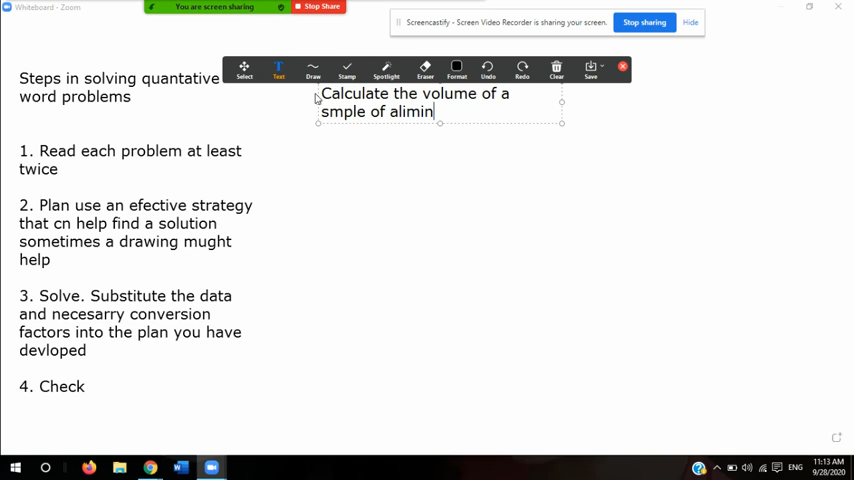 Whiteboard - Zoom
You are screen sharing
Stop Share
Screencastify - Screen Video Recorder is sharing your screen.
Stop sharing
Hide
Select
Text
Draw
Stamp
Spotlight
Eraser
Format
Undo
Redo
Clear
Save
Steps in solving quantative
word problems
Calculate the volume of a
smple of alimin
1. Read each problem at least
twice
2. Plan use an efective strategy
that cn help find a solution
sometimes a drawing mught
help
3. Solve. Substitute the data
and necesarry conversion
factors into the plan you have
devloped
4. Check
ENG
11:13 AM
9/28/2020